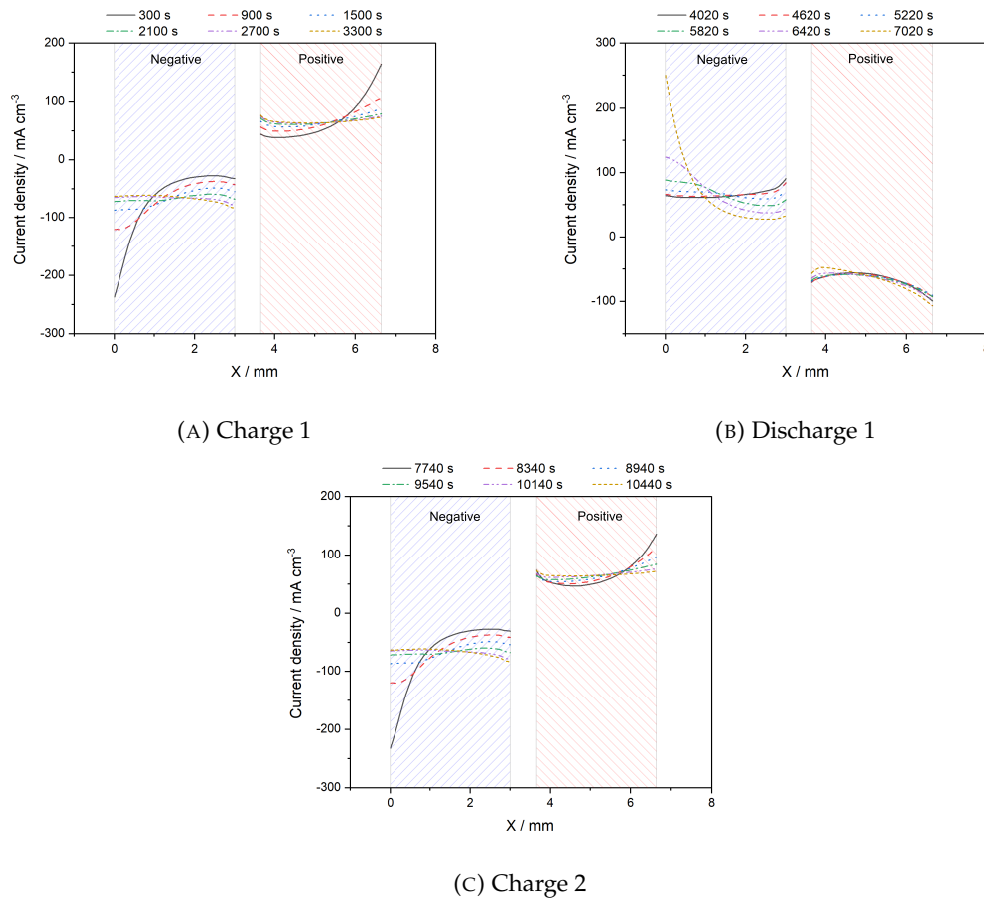 300 s 900 s 1500 s
2100 s 2700 s 3300 s
200
100
0
-100
-200
-300
Current density / mA cm-3
Negative Positive
0 2 4 6 8
X / mm
(A) Charge 1
4020 s 4620 s 5220 s
5820 s 6420 s 7020 s
300
200
100
0
-100
Current density / mA cm-3
Negative Positive
0 2 4 6 8
X / mm
(B) Discharge 1
7740 s 8340 s 8940 s
9540 s 10140 s 10440 s
200
100
0
-100
-200
-300
Current density / mA cm-3
Negative Positive
0 2 4 6 8
X / mm
(C) Charge 2